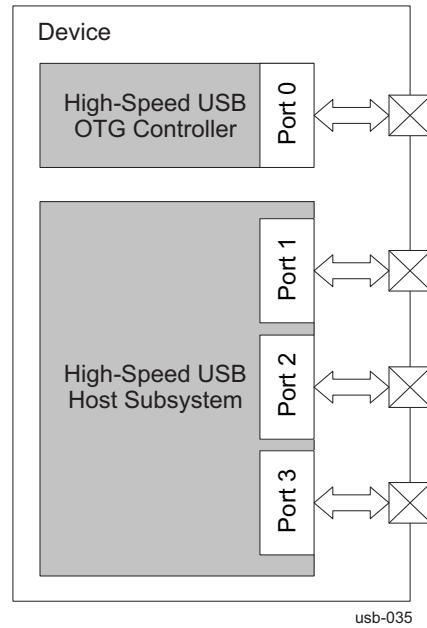 Device
High-Speed USB
OTG Controller
Port 0
Port 1
High-Speed USB
Host Subsystem
Port 2
Port 3
usb-035